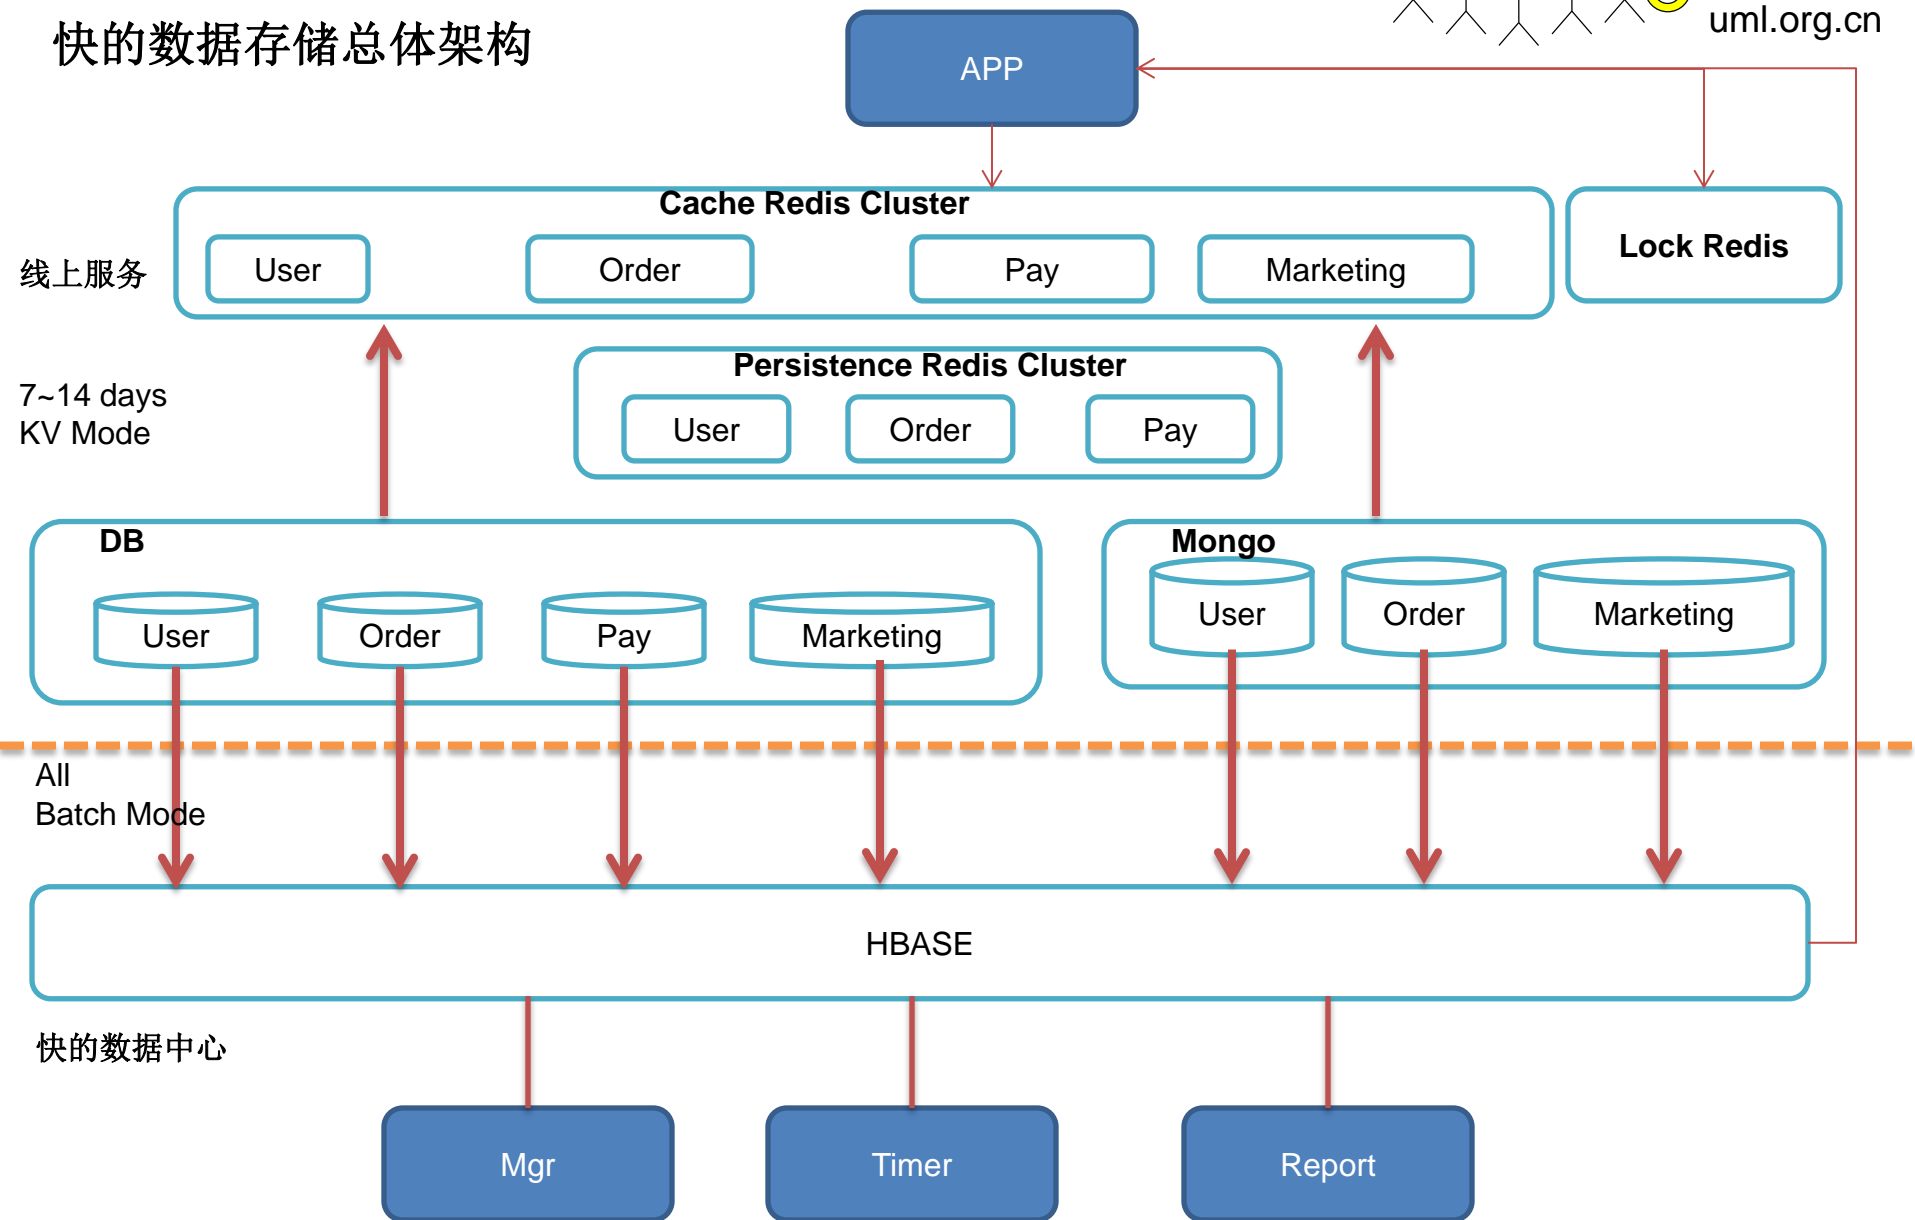 快的数据存储总体架构
uml.org.cn
APP
Cache Redis Cluster
Lock Redis
线上服务
User
Order
Pay
Marketing
Persistence Redis Cluster
7~14 days
KV Mode
User
Order
Pay
DB
User
Order
Pay
Marketing
Mongo
User
Order
Marketing
All
Batch Mode
HBASE
快的数据中心
Mgr
Timer
Report